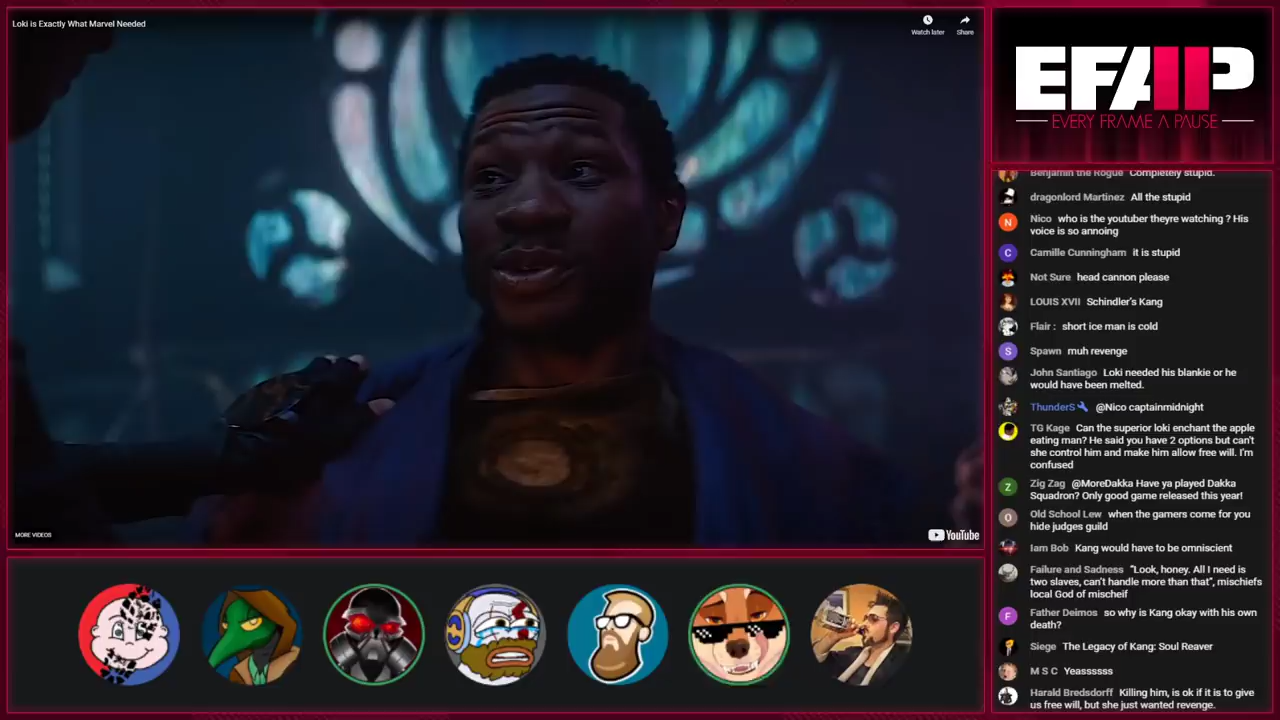 Loki is Exactly What Marvel Needed
Watch later
Share
MORE VIDEOS
YouTube
EFAP
EVERY FRAME A PAUSE
Benjamin the Rogue Completely stupid.
dragonlord Martinez All the stupid
N
Nico who is the youtuber theyre watching ? His
voice is so annoing
C
Camille Cunningham it is stupid
Not Sure head cannon please
LOUIS XVII Schindler's Kang
Flair : short ice man is cold
S
Spawn muh revenge
John Santiago Loki needed his blankie or he
would have been melted.
ThunderS @Nico captainmidnight
TG Kage Can the superior loki enchant the apple
eating man? He said you have 2 options but can't
she control him and make him allow free will. I'm
confused
Z
Zig Zag @MoreDakka Have ya played Dakka
Squadron? Only good game released this year!
O
Old School Lew when the gamers come for you
hide judges guild
Iam Bob Kang would have to be omniscient
Failure and Sadness "Look, honey. All I need is
two slaves, can't handle more than that", mischiefs
local God of mischeif
F
Father Deimos so why is Kang okay with his own
death?
Siege The Legacy of Kang: Soul Reaver
M S C Yeasssss
Harald Bredsdorff Killing him, is ok if it is to give
us free will, but she just wanted revenge.